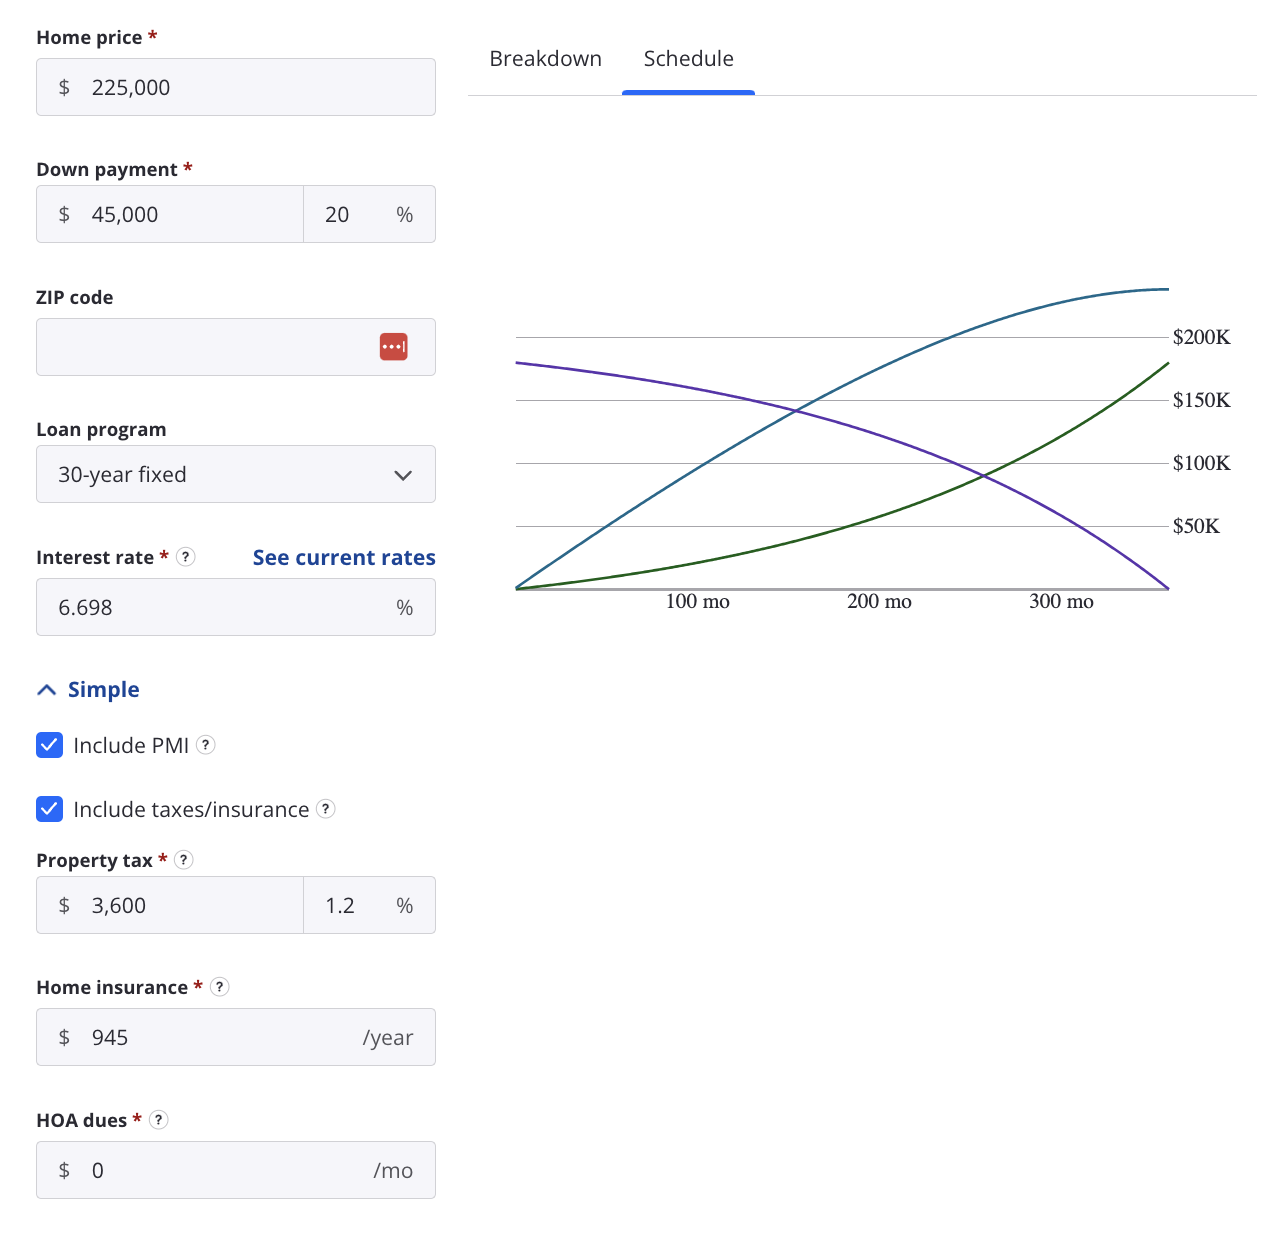 Home price *
$ 225,000
Down payment *
$ 45,000 20 %
ZIP code
Loan program
30-year fixed
Interest rate * ? See current rates
6.698 %
Simple
Include PMI ?
Include taxes/insurance ?
Property tax * ?
$ 3,600 1.2 %
Home insurance * ?
$ 945 /year
HOA dues * ?
$ 0 /mo
Breakdown Schedule
$200K
$150K
$100K
$50K
100 mo 200 mo 300 mo